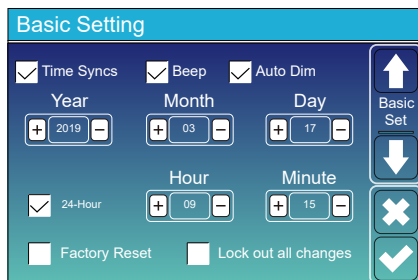 Basic Setting
Time Syncs Beep Auto Dim
Year Month Day
+ 2019 − + 03 − + 17 −
Basic
Set
Hour Minute
24-Hour + 09 − + 15 −
Factory Reset Lock out all changes